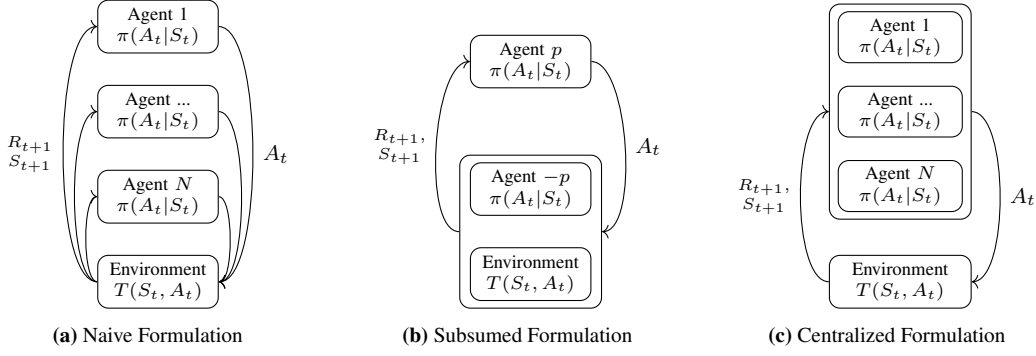 Agent 1
π(A_t|S_t)
Agent ...
π(A_t|S_t)
R_{t+1}
S_{t+1}
A_t
Agent N
π(A_t|S_t)
Environment
T(S_t, A_t)
(a) Naive Formulation
Agent p
π(A_t|S_t)
R_{t+1},
S_{t+1}
A_t
Agent −p
π(A_t|S_t)
Environment
T(S_t, A_t)
(b) Subsumed Formulation
Agent 1
π(A_t|S_t)
Agent ...
π(A_t|S_t)
Agent N
π(A_t|S_t)
R_{t+1},
S_{t+1}
A_t
Environment
T(S_t, A_t)
(c) Centralized Formulation